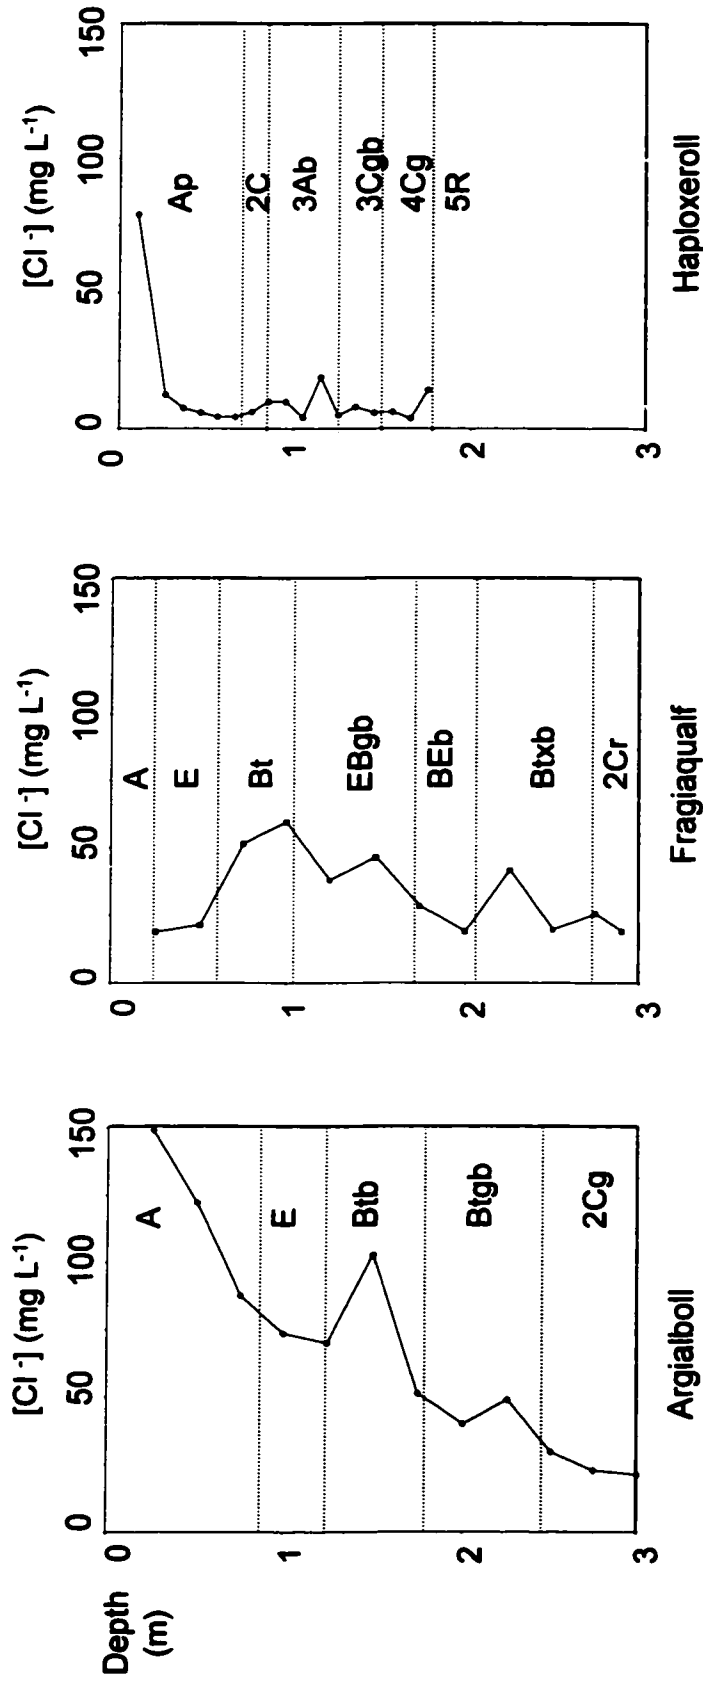 [Cl⁻] (mg L⁻¹)
0 50 100 150
Depth
(m)
0
1
2
3
A
E
Btb
Btgb
2Cg
Argialboll
[Cl⁻] (mg L⁻¹)
0 50 100 150
0
1
2
3
A
E
Bt
EBgb
BEb
Btxb
2Cr
Fragiaqualf
[Cl⁻] (mg L⁻¹)
0 50 100 150
0
1
2
3
Ap
2C
3Ab
3Cgb
4Cg
5R
Haploxeroll